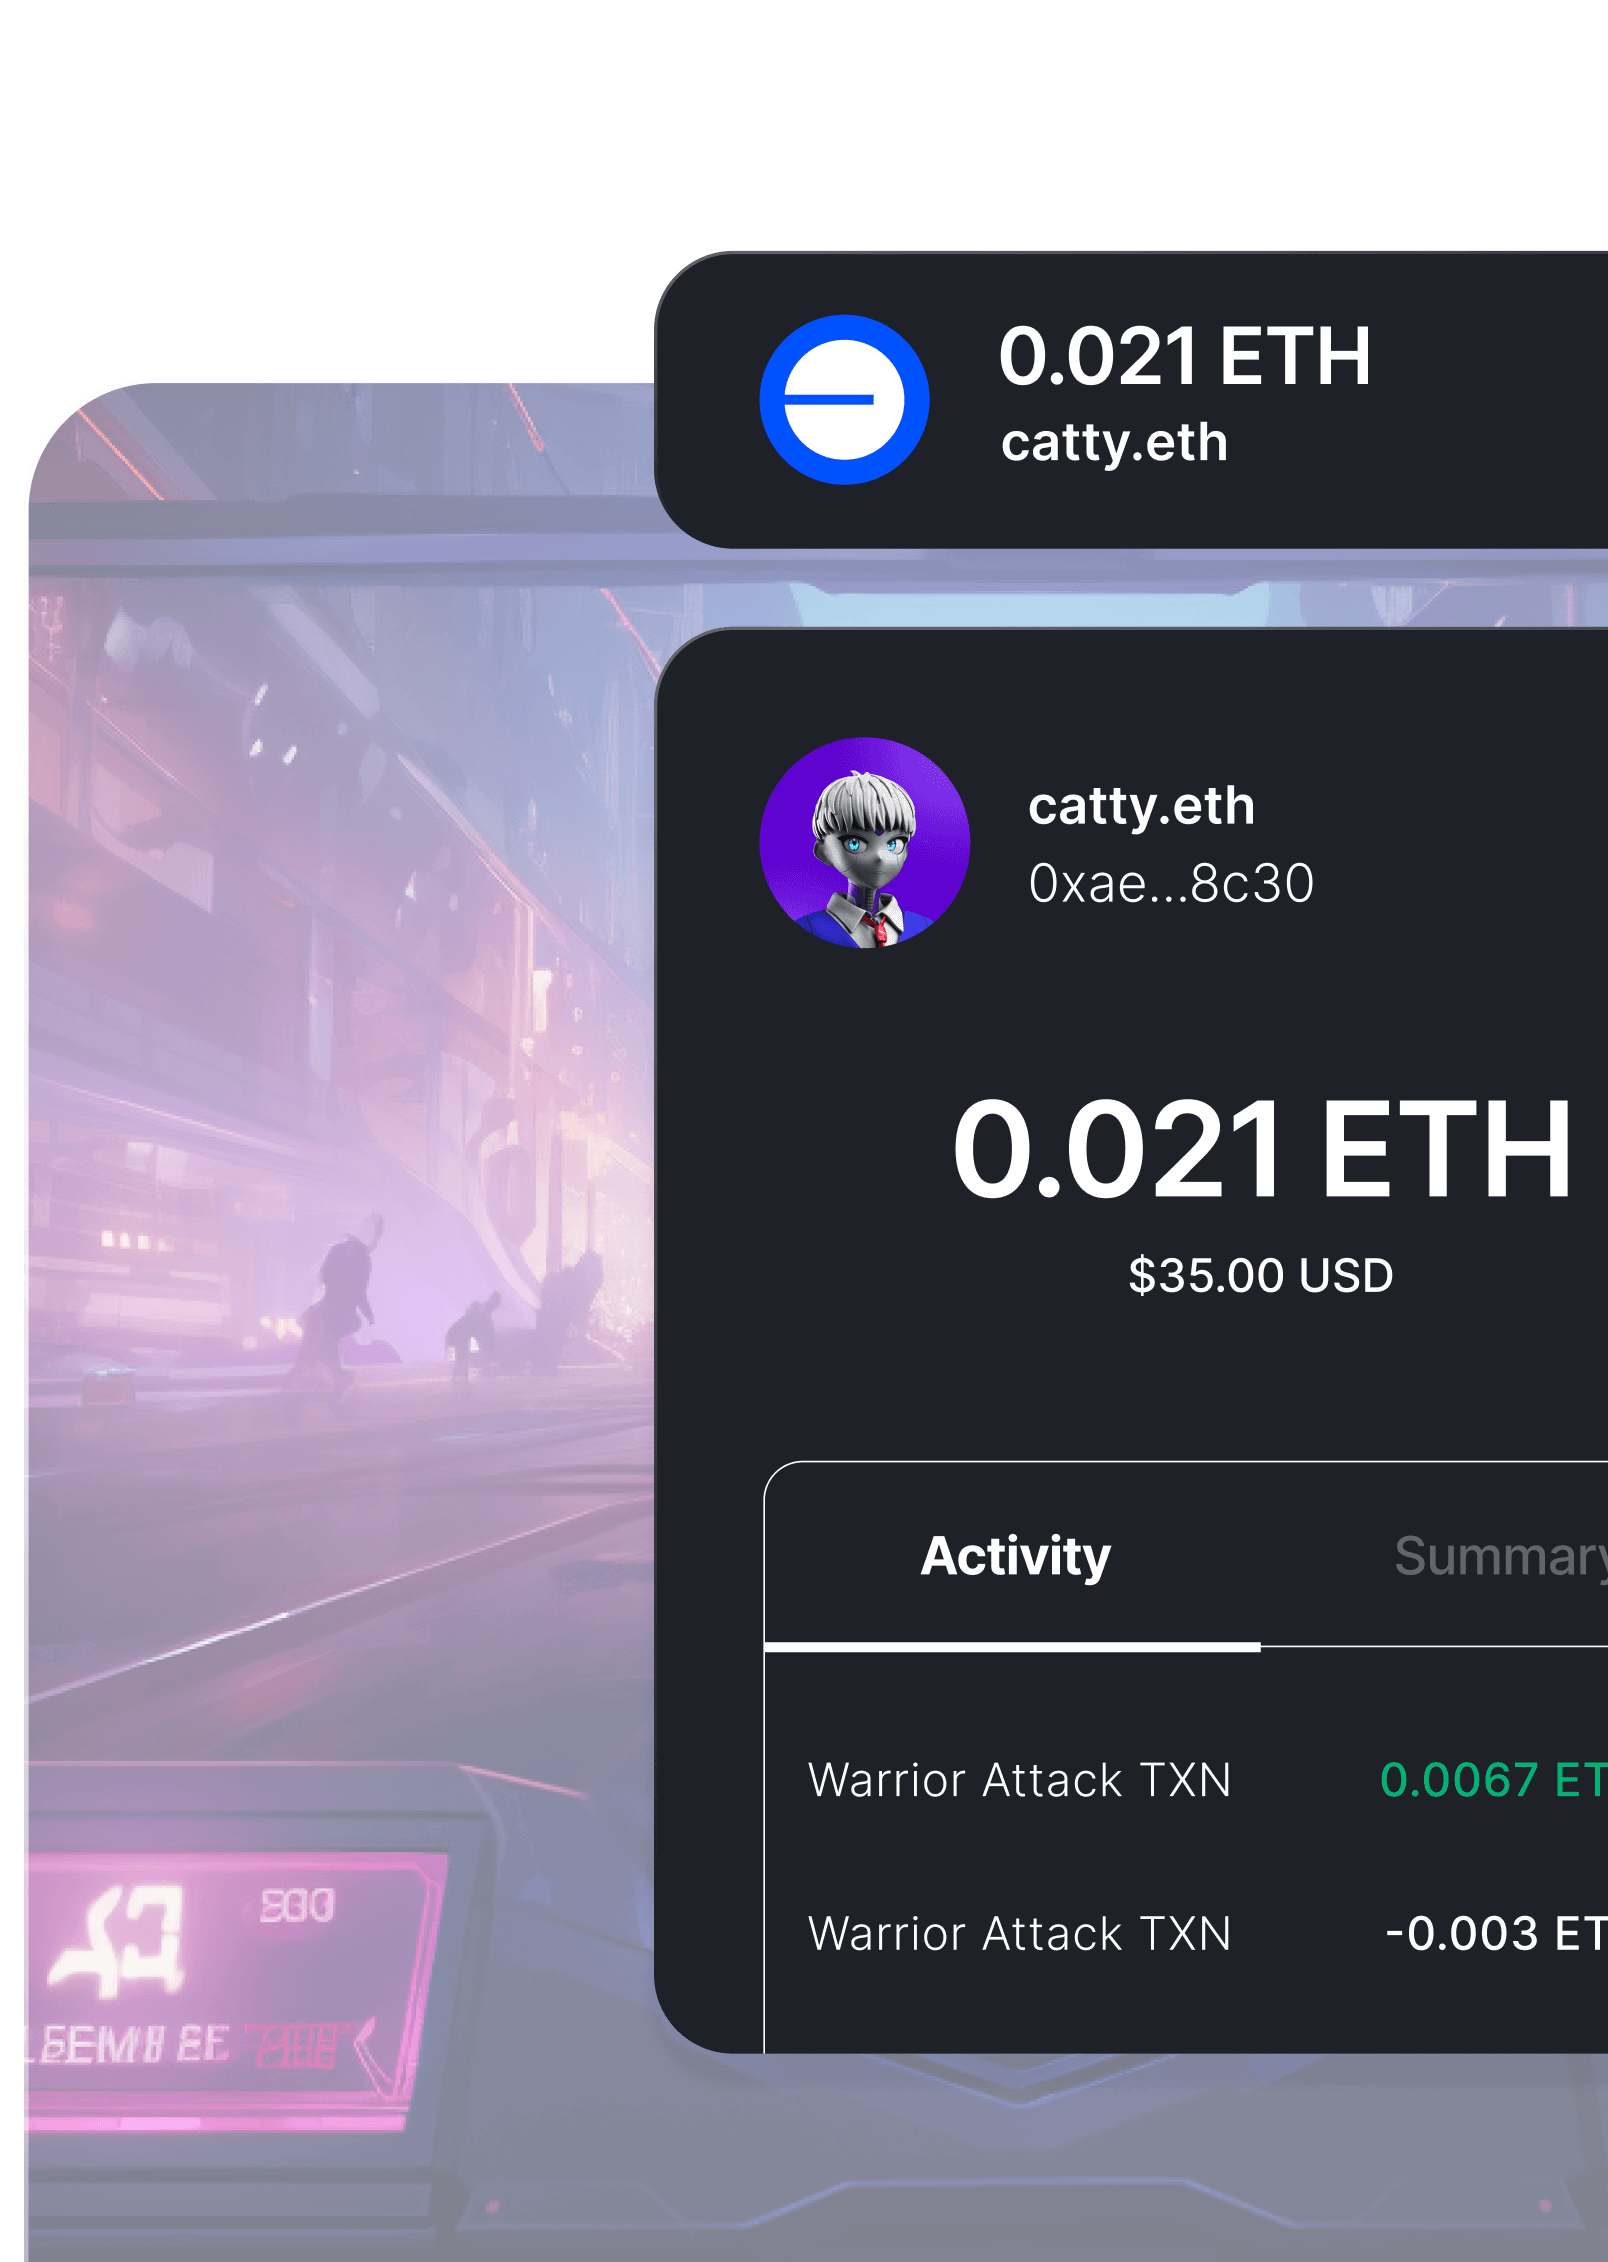 0.021 ETH
catty.eth
catty.eth
0xae...8c30
0.021 ETH
$35.00 USD
Activity Summary
Warrior Attack TXN 0.0067 ET
Warrior Attack TXN -0.003 ET